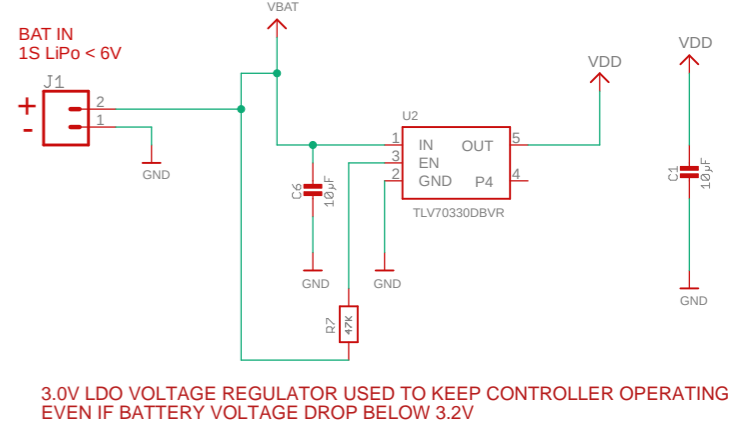 VBAT
BAT IN
1S LiPo < 6V
J1
+
-
2
1
GND
VDD
VDD
U2
1 IN OUT 5
3 EN
2 GND P4 4
TLV70330DBVR
C6
10µF
C1
10µF
GND
GND
GND
R7
47K
3.0V LDO VOLTAGE REGULATOR USED TO KEEP CONTROLLER OPERATING
EVEN IF BATTERY VOLTAGE DROP BELOW 3.2V